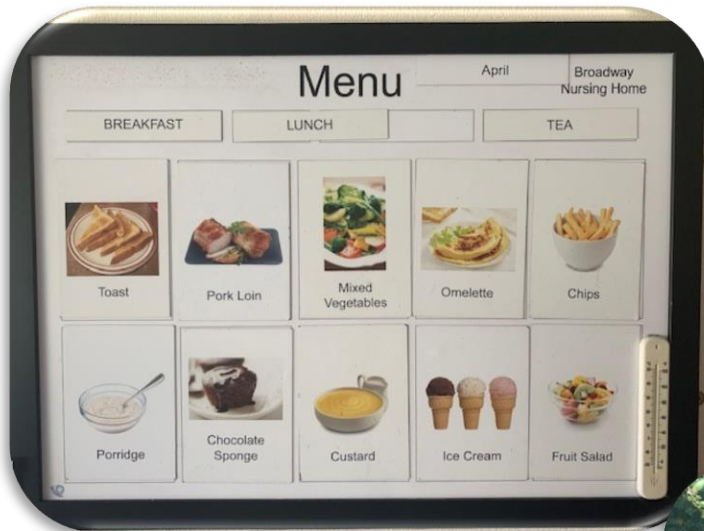 Menu
April
Broadway
Nursing Home
BREAKFAST
LUNCH
TEA
Toast
Pork Loin
Mixed
Vegetables
Omelette
Chips
Porridge
Chocolate
Sponge
Custard
Ice Cream
Fruit Salad